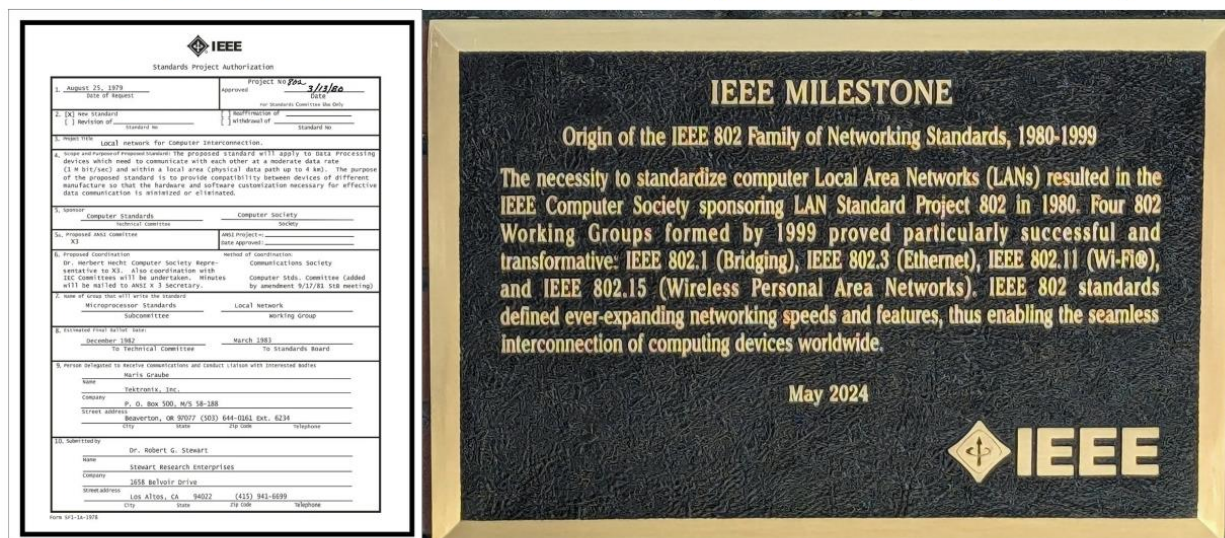 IEEE
Standards Project Authorization
1. August 25, 1979
Date of Request
Project No 802
Approved 3/13/80
Date
For Standards Committee Use Only
2. [X] New Standard
[ ] Revision of
Standard No
[ ] Reaffirmation of
[ ] Withdrawal of
Standard No
3. Project Title
Local network for Computer Interconnection.
4. Scope and Purpose of Proposed Standard: The proposed standard will apply to Data Processing
devices which need to communicate with each other at a moderate data rate
(1 M bit/sec) and within a local area (physical data path up to 4 km). The purpose
of the proposed standard is to provide compatibility between devices of different
manufacture so that the hardware and software customization necessary for effective
data communication is minimized or eliminated.
5. Sponsor
Computer Standards
Technical Committee
Computer Society
Society
5a. Proposed ANSI Committee
X3
ANSI Project
Date Approved:
6. Proposed Coordination
Dr. Herbert Hecht Computer Society Repre-
sentative to X3. Also coordination with
IEC Committees will be undertaken. Minutes
will be mailed to ANSI X 3 Secretary.
Method of Coordination
Communications Society
Computer Stds. Committee (added
by amendment 9/17/81 StB meeting)
7. Name of Group that will write the Standard
Microprocessor Standards
Subcommittee
Local Network
Working Group
8. Estimated Final Ballot Date:
December 1982
To Technical Committee
March 1983
To Standards Board
9. Person Delegated to Receive Communications and Conduct Liaison with Interested Bodies
Maris Graube
Name
Tektronix, Inc.
Company
P. O. Box 500, M/S 58-188
Street address
Beaverton, OR 97077 (503) 644-0161 Ext. 6234
City State Zip Code Telephone
10. Submitted by
Dr. Robert G. Stewart
Name
Stewart Research Enterprises
Company
1658 Belvoir Drive
Street address
Los Altos, CA 94022 (415) 941-6699
City State Zip Code Telephone
Form SF1-1A-1978
IEEE MILESTONE
Origin of the IEEE 802 Family of Networking Standards, 1980-1999
The necessity to standardize computer Local Area Networks (LANs) resulted in the
IEEE Computer Society sponsoring LAN Standard Project 802 in 1980. Four 802
Working Groups formed by 1999 proved particularly successful and
transformative: IEEE 802.1 (Bridging), IEEE 802.3 (Ethernet), IEEE 802.11 (Wi-Fi®),
and IEEE 802.15 (Wireless Personal Area Networks). IEEE 802 standards
defined ever-expanding networking speeds and features, thus enabling the seamless
interconnection of computing devices worldwide.
May 2024
IEEE